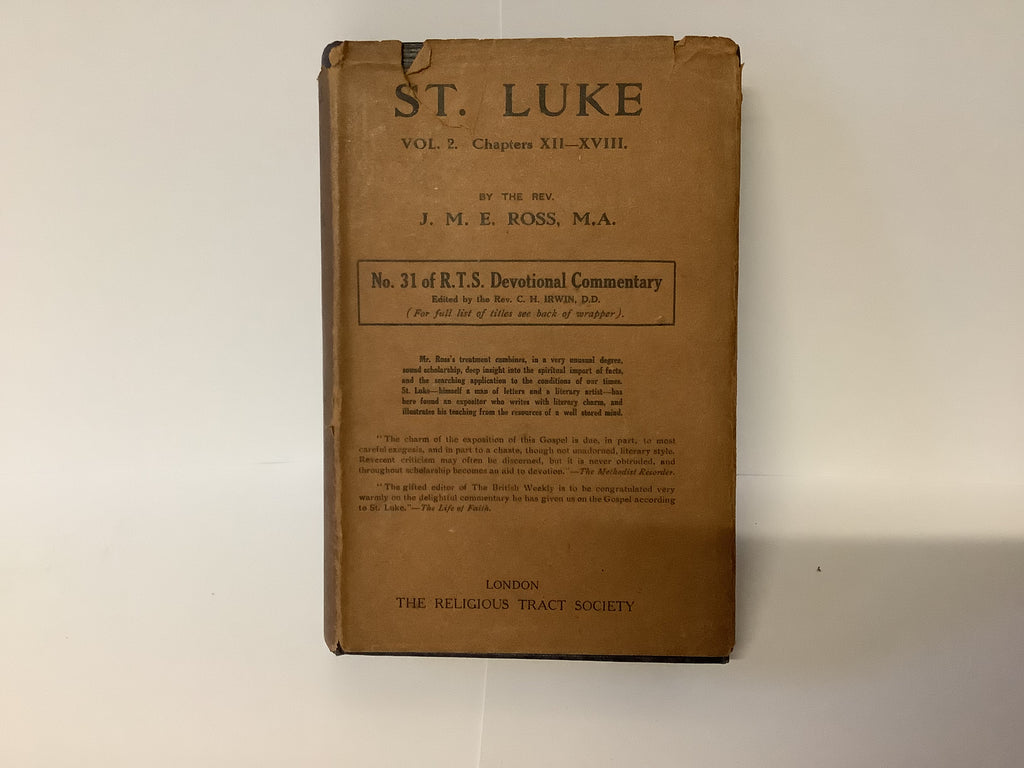 ST. LUKE
VOL. 2. Chapters XII—XVIII.
BY THE REV.
J. M. E. ROSS, M.A.
No. 31 of R.T.S. Devotional Commentary
Edited by the Rev. C. H. IRWIN, D.D.
(For full list of titles see back of wrapper).
Mr. Ross's treatment combines, in a very unusual degree,
sound scholarship, deep insight into the spiritual import of facts,
and the searching application to the conditions of our times.
St. Luke—himself a man of letters and a literary artist—has
here found an expositor who writes with literary charm, and
illustrates his teaching from the resources of a well stored mind.
"The charm of the exposition of this Gospel is due, in part, to most
careful exegesis, and in part to a chaste, though not unadorned, literary style.
Reverent criticism may often be discerned, but it is never obtruded, and
throughout scholarship becomes an aid to devotion."—The Methodist Recorder.
"The gifted editor of The British Weekly is to be congratulated very
warmly on the delightful commentary he has given us on the Gospel according
to St. Luke."—The Life of Faith.
LONDON
THE RELIGIOUS TRACT SOCIETY